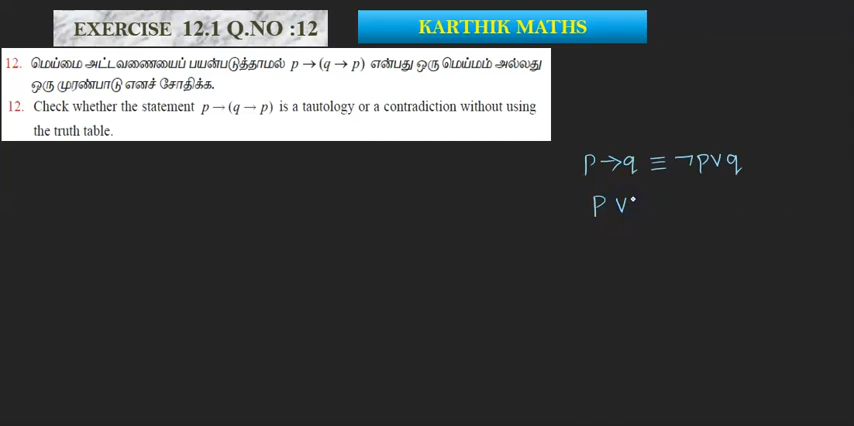 EXERCISE 12.1 Q.NO :12
KARTHIK MATHS
12. மெய்மை அட்டவணையைப் பயன்படுத்தாமல் p → (q → p) என்பது ஒரு மெய்மம் அல்லது
ஒரு முரண்பாடு எனச் சோதிக்க.
12. Check whether the statement p → (q → p) is a tautology or a contradiction without using
the truth table.
p → q ≡ ¬p ∨ q
p ∨